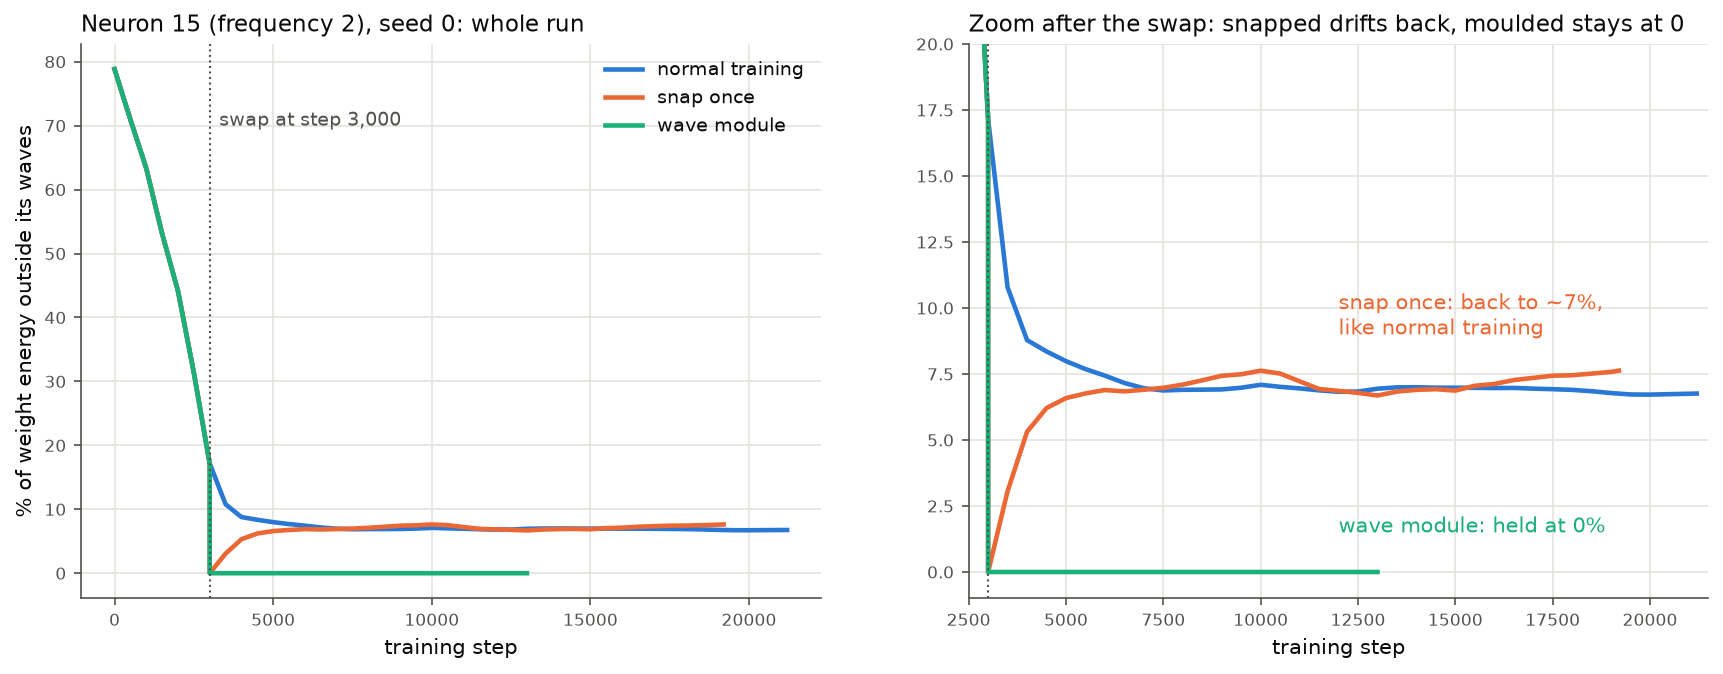 Neuron 15 (frequency 2), seed 0: whole run
% of weight energy outside its waves
80
70
60
50
40
30
20
10
0
swap at step 3,000
normal training
snap once
wave module
0
5000
10000
15000
20000
training step
Zoom after the swap: snapped drifts back, moulded stays at 0
20.0
17.5
15.0
12.5
10.0
7.5
5.0
2.5
0.0
snap once: back to ~7%,
like normal training
wave module: held at 0%
2500
5000
7500
10000
12500
15000
17500
20000
training step